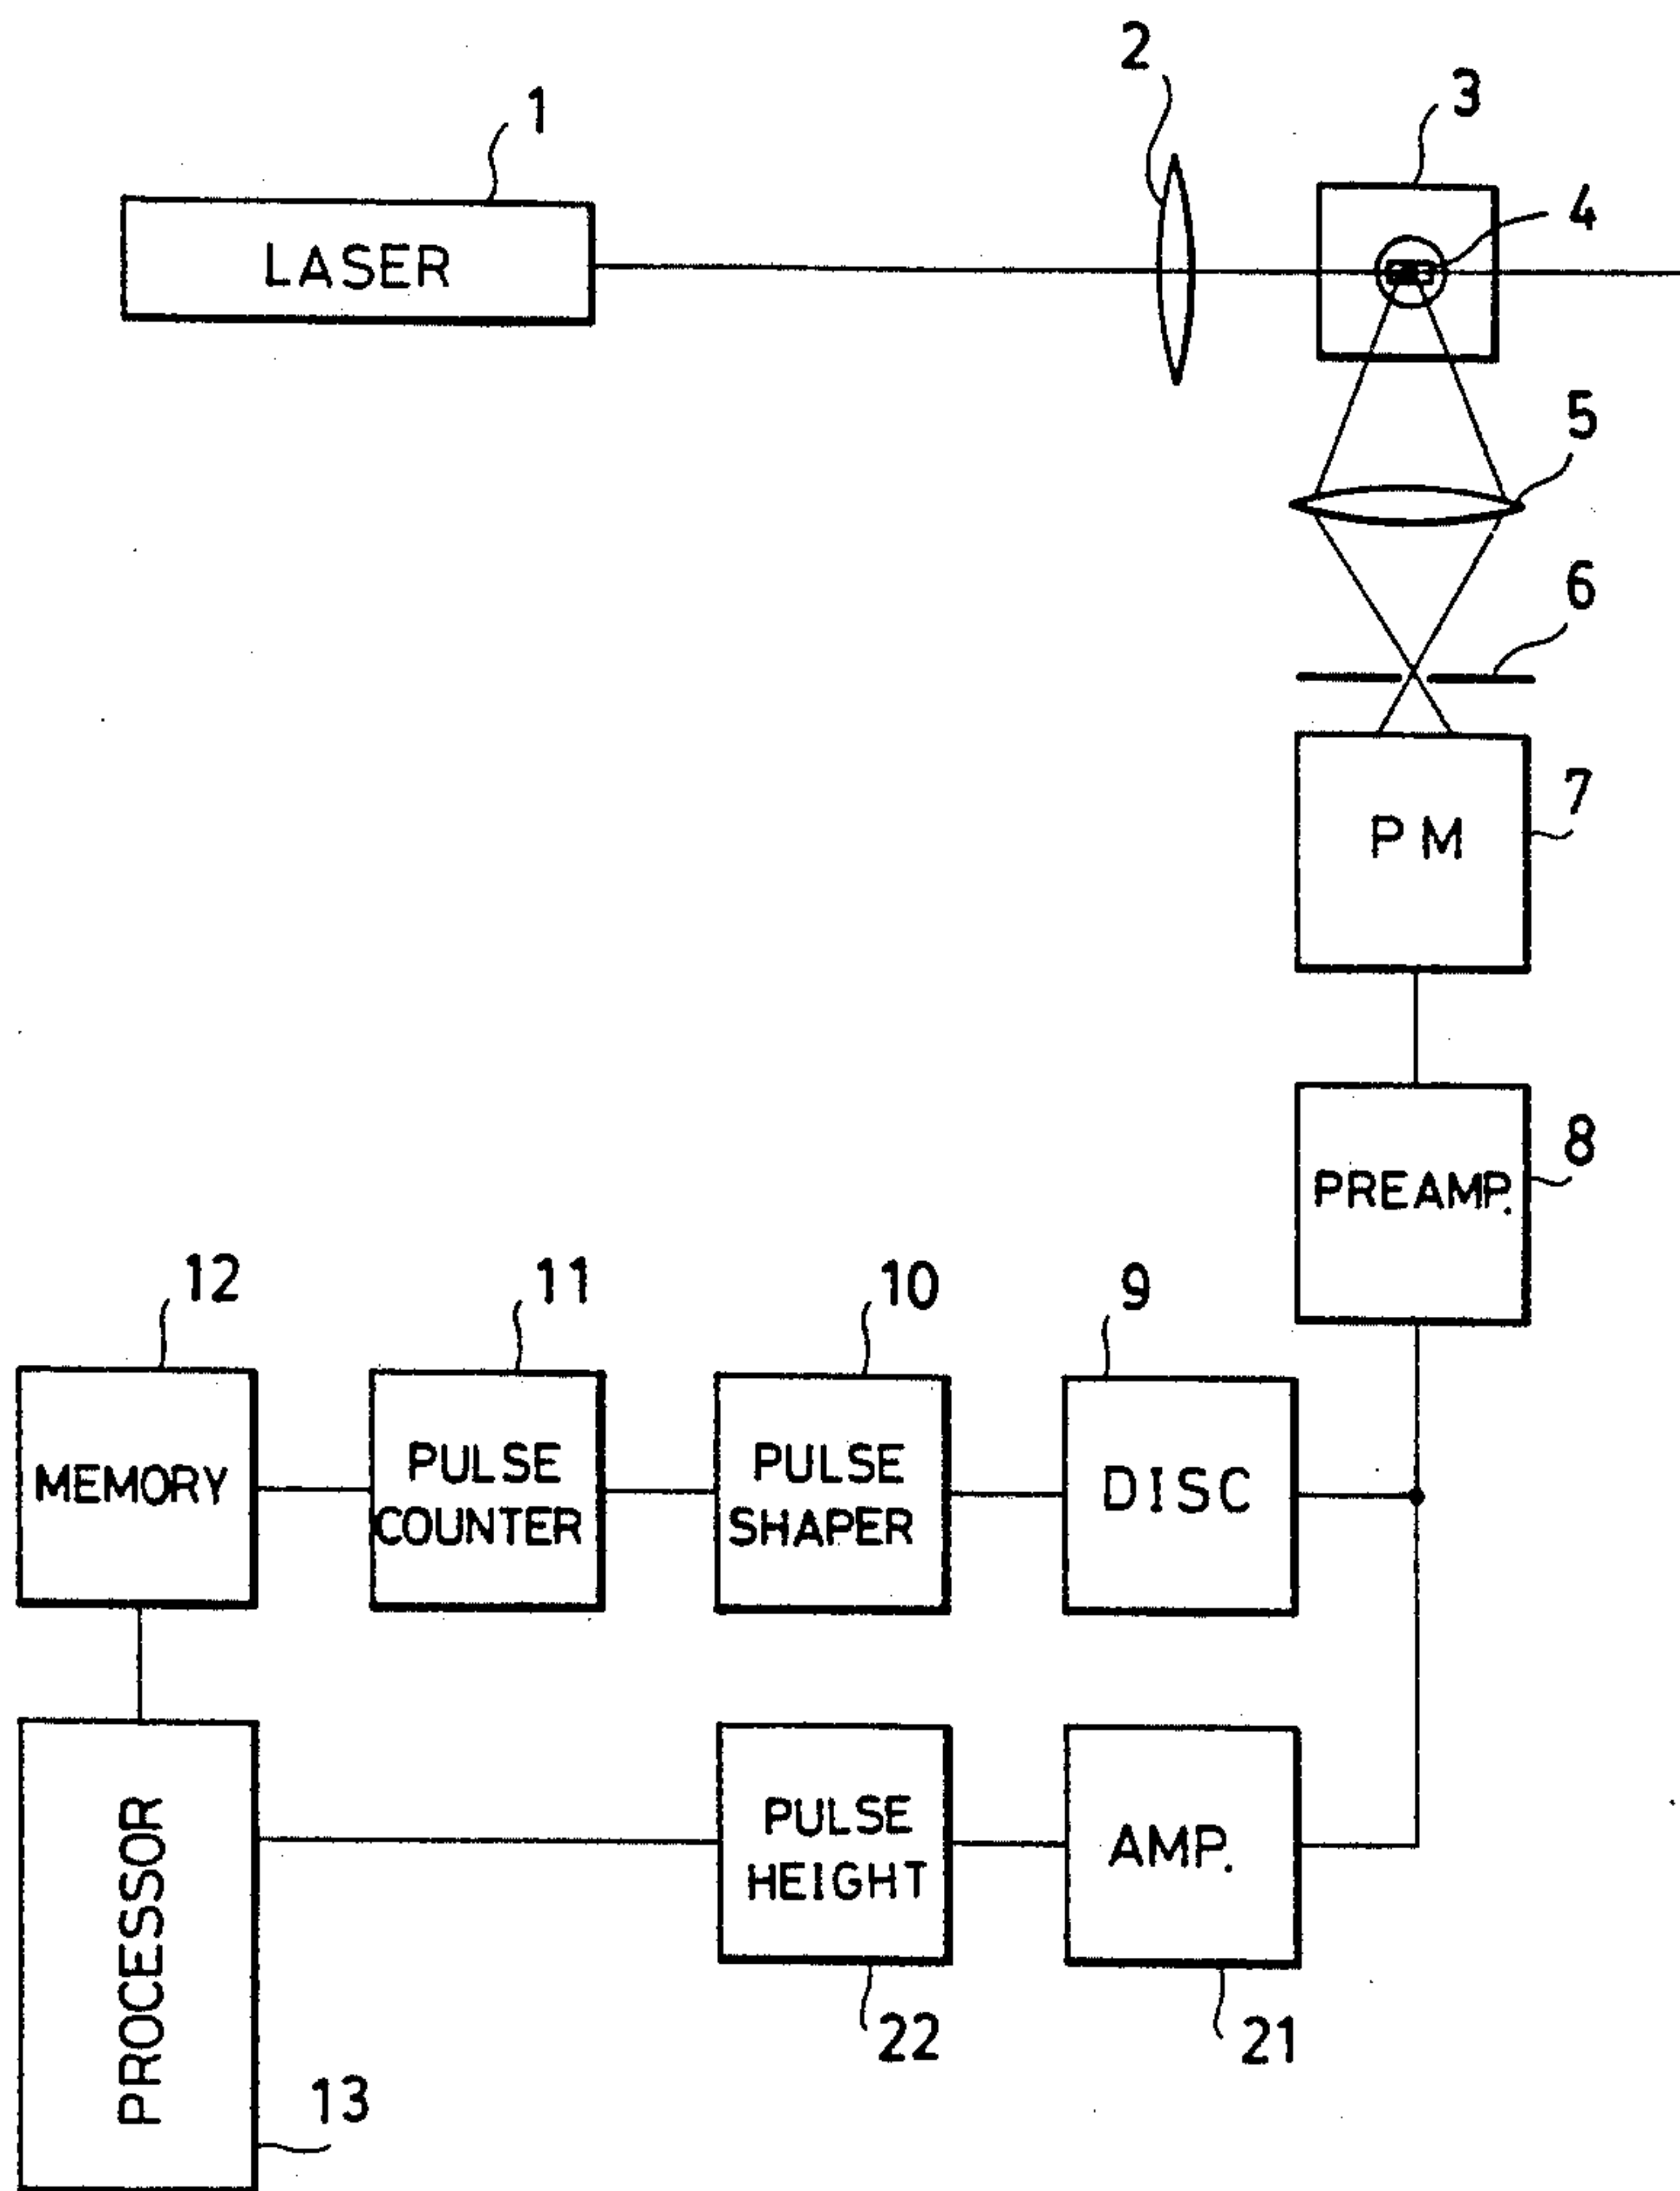 2
3
1
4
LASER
5
6
7
PM
8
PREAMP.
12
11
10
9
MEMORY
PULSE
COUNTER
PULSE
SHAPER
DISC
PROCESSOR
PULSE
HEIGHT
AMP.
22
21
13